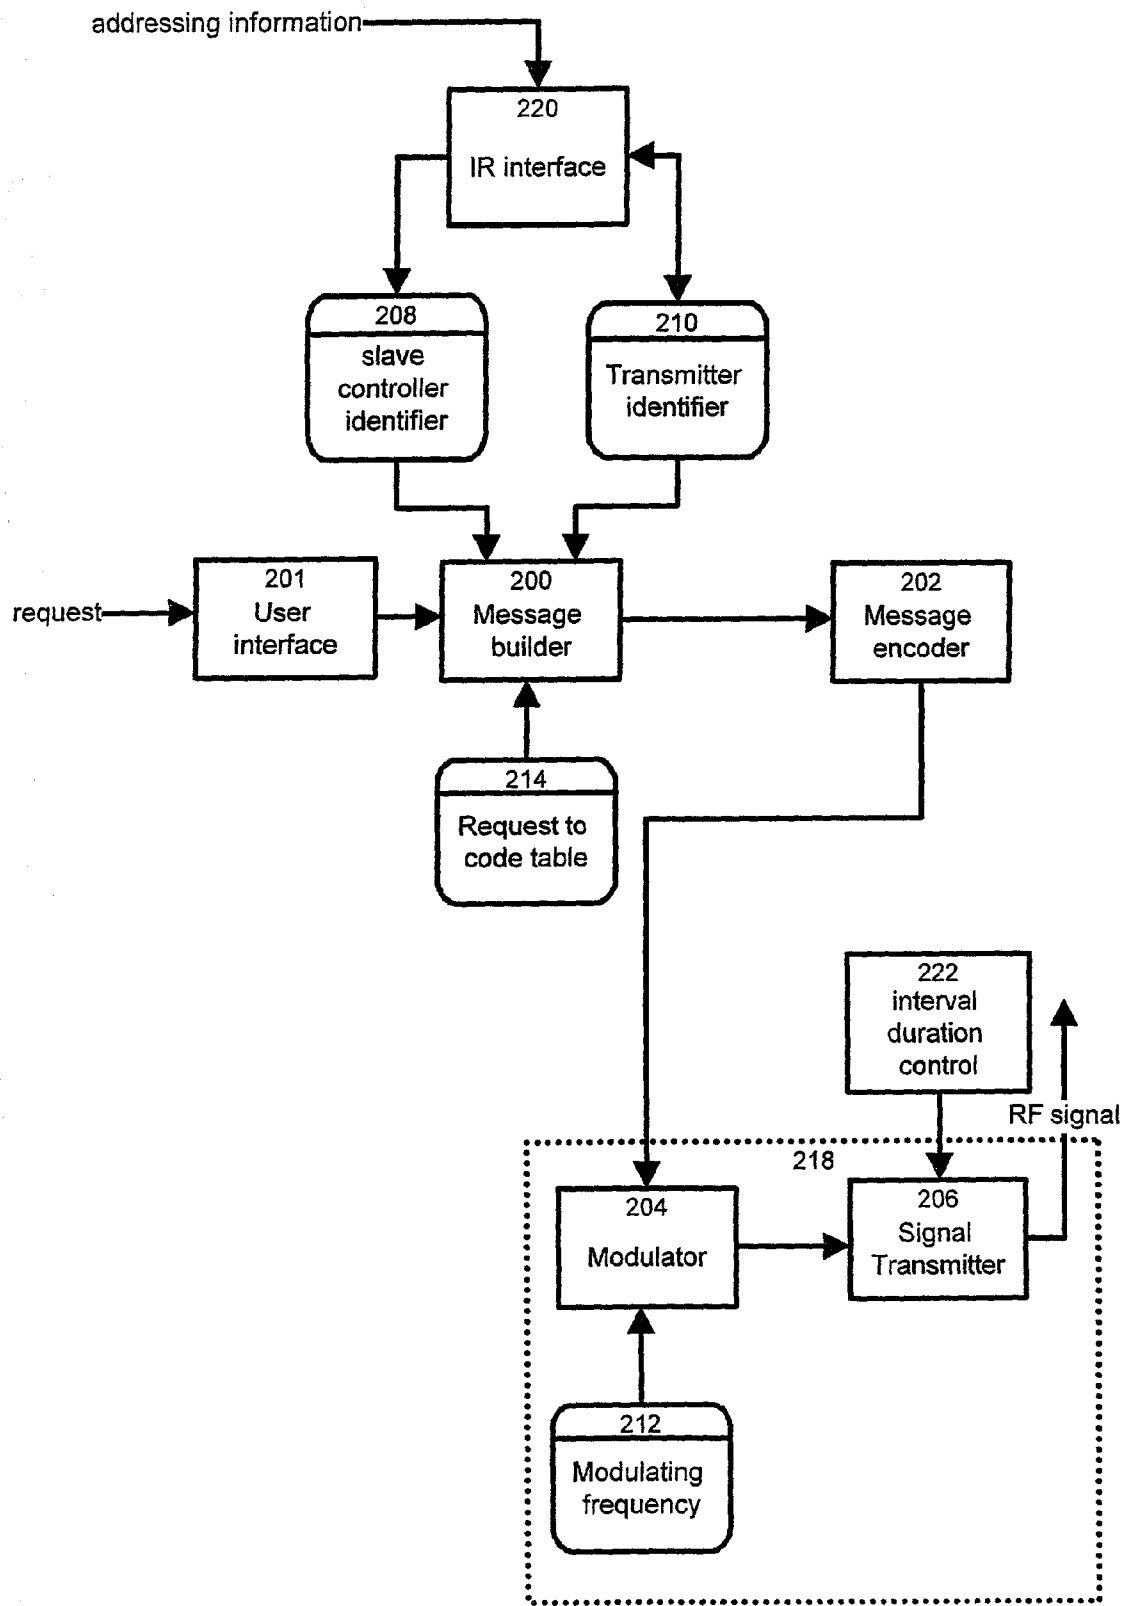 addressing information
220
IR interface
208
slave
controller
identifier
210
Transmitter
identifier
request
201
User
interface
200
Message
builder
202
Message
encoder
214
Request to
code table
222
interval
duration
control
RF signal
218
204
Modulator
206
Signal
Transmitter
212
Modulating
frequency